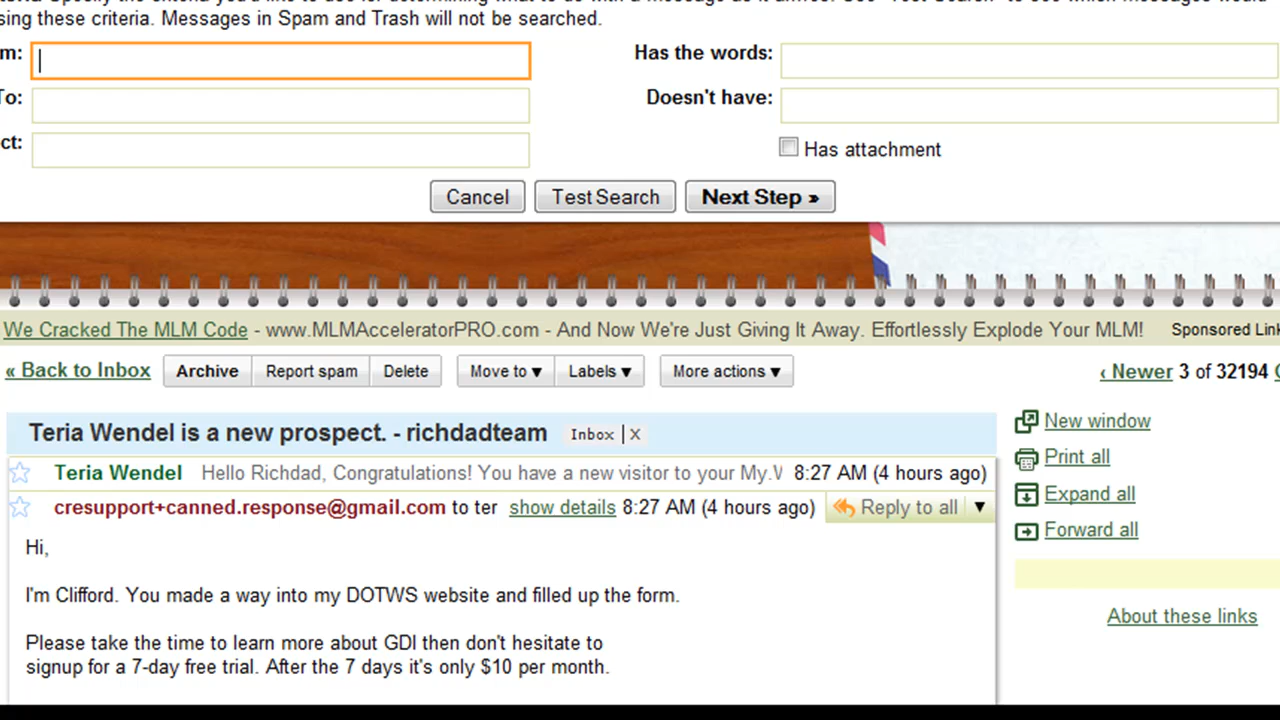 sing these criteria. Messages in Spam and Trash will not be searched.
m: Has the words:
To: Doesn't have:
ct: Has attachment
Cancel Test Search Next Step »
We Cracked The MLM Code - www.MLMAcceleratorPRO.com - And Now We're Just Giving It Away. Effortlessly Explode Your MLM! Sponsored Link
« Back to Inbox Archive Report spam Delete Move to ▼ Labels ▼ More actions ▼ ‹ Newer 3 of 32194
Teria Wendel is a new prospect. - richdadteam Inbox | X
New window
Teria Wendel Hello Richdad, Congratulations! You have a new visitor to your My.W 8:27 AM (4 hours ago)
Print all
cresupport+canned.response@gmail.com to ter show details 8:27 AM (4 hours ago) Reply to all ▼
Expand all
Forward all
Hi,
I'm Clifford. You made a way into my DOTWS website and filled up the form.
About these links
Please take the time to learn more about GDI then don't hesitate to
signup for a 7-day free trial. After the 7 days it's only $10 per month.